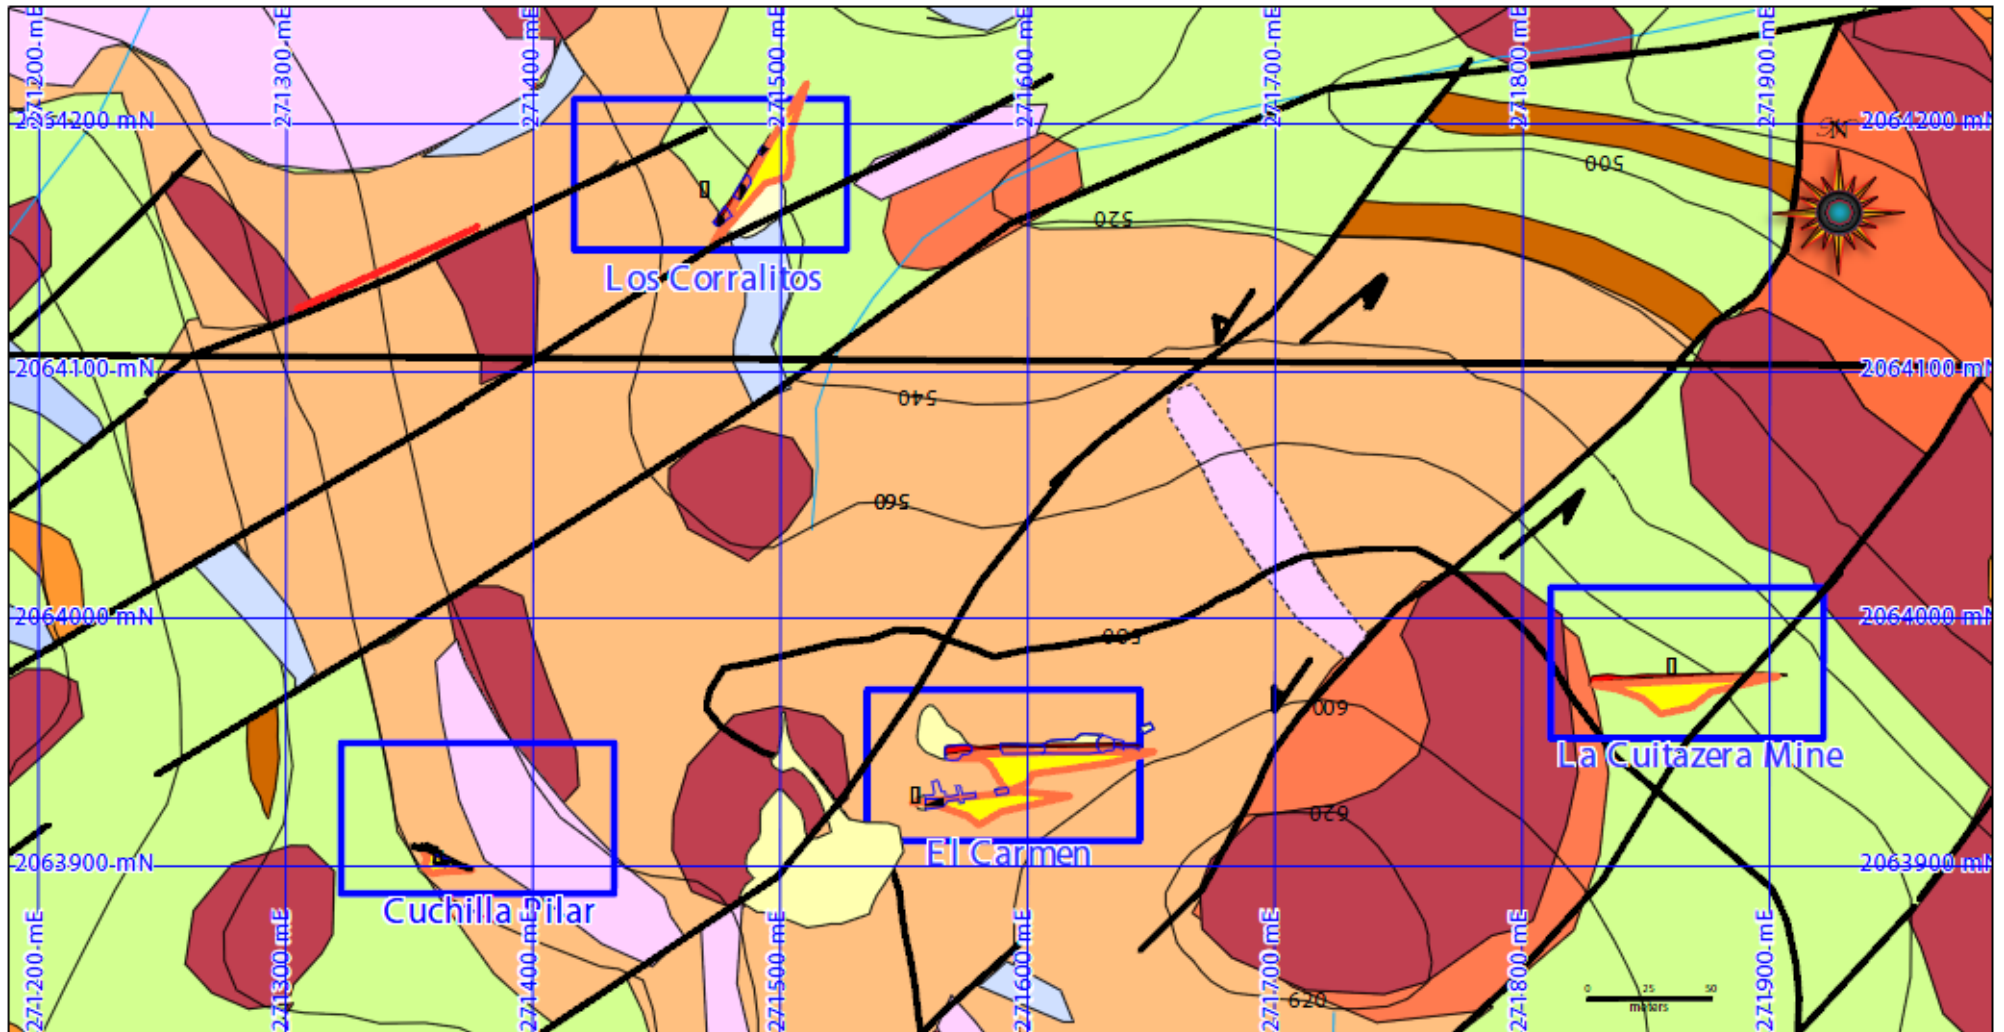 271200 mE
271300 mE
271400 mE
271500 mE
271600 mE
271700 mE
271800 mE
271900 mE
2064200 mN
2064200 mN
N
500
520
Los Corralitos
2064100 mN
2064100 mN
540
560
2064000 mN
2064000 mN
580
600
La Cuitazera Mine
620
El Carmen
2063900 mN
2063900 mN
Cuchilla Pilar
271200 mE
271300 mE
271400 mE
271500 mE
271600 mE
271700 mE
271800 mE
271900 mE
620
0 25 50
meters